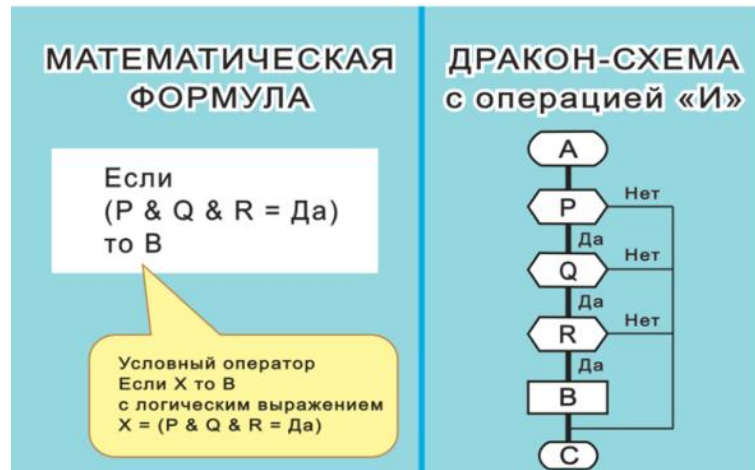 МАТЕМАТИЧЕСКАЯ
ФОРМУЛА
Если
(P & Q & R = Да)
то В
Условный оператор
Если X то В
с логическим выражением
X = (P & Q & R = Да)
ДРАКОН-СХЕМА
с операцией «И»
А
P
Нет
Да
Q
Нет
Да
R
Нет
Да
В
С